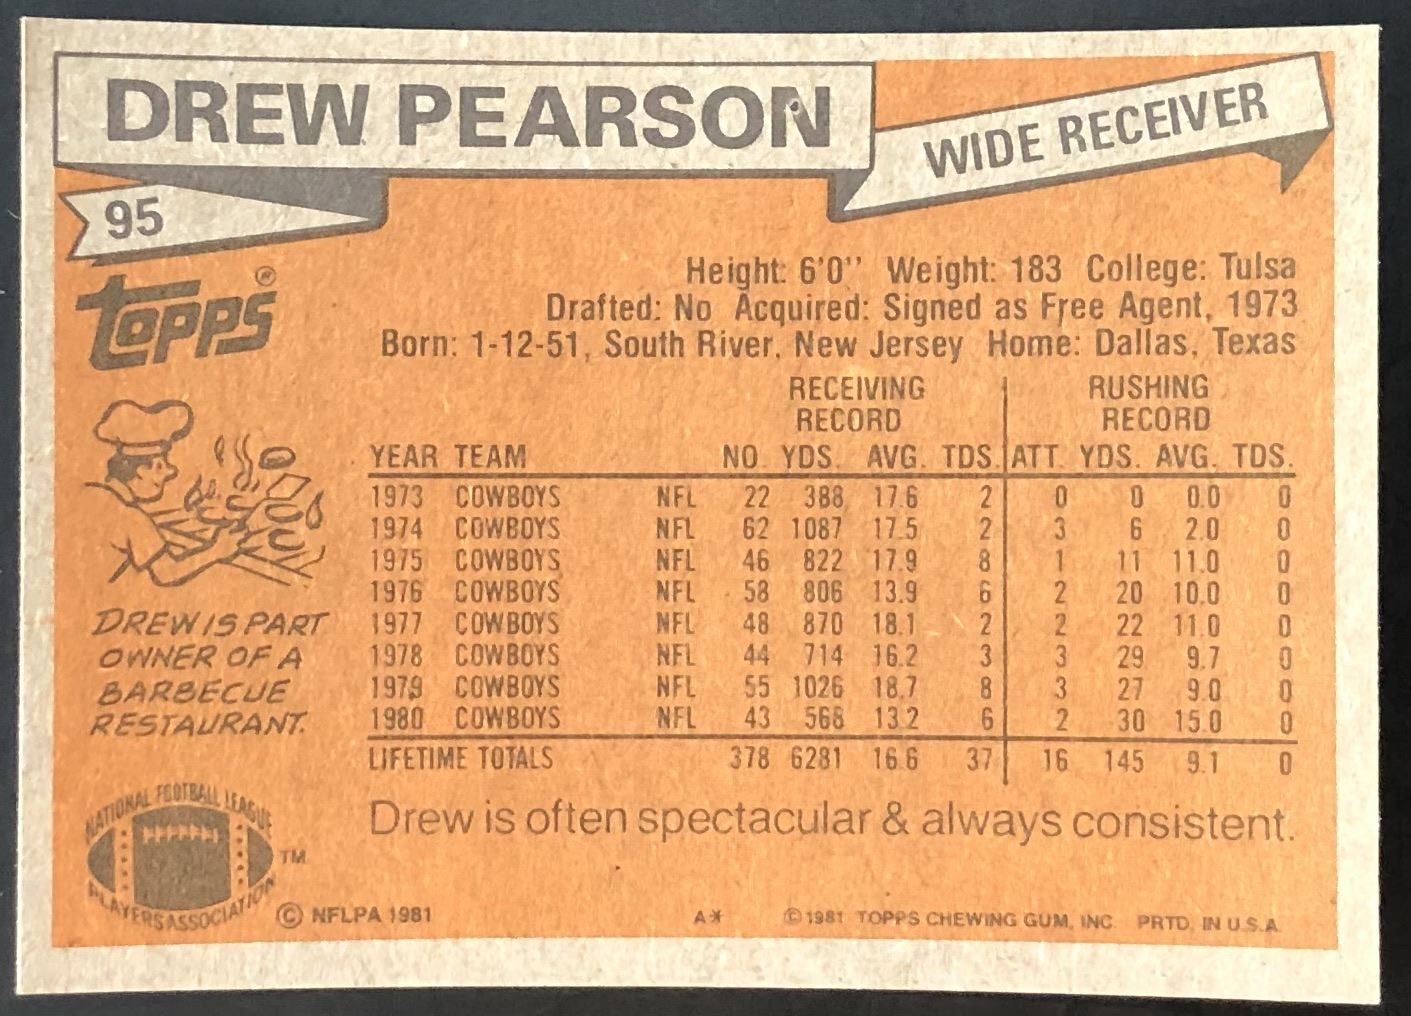 DREW PEARSON
WIDE RECEIVER
95
TOPPS®
Height: 6'0" Weight: 183 College: Tulsa
Drafted: No Acquired: Signed as Free Agent, 1973
Born: 1-12-51, South River, New Jersey Home: Dallas, Texas
RECEIVING RECORD RUSHING RECORD
YEAR TEAM NO. YDS. AVG. TDS. ATT. YDS. AVG. TDS.
1973 COWBOYS NFL 22 388 17.6 2 0 0 0.0 0
1974 COWBOYS NFL 62 1087 17.5 2 3 6 2.0 0
1975 COWBOYS NFL 46 822 17.9 8 1 11 11.0 0
1976 COWBOYS NFL 58 806 13.9 6 2 20 10.0 0
1977 COWBOYS NFL 48 870 18.1 2 2 22 11.0 0
1978 COWBOYS NFL 44 714 16.2 3 3 29 9.7 0
1979 COWBOYS NFL 55 1026 18.7 8 3 27 9.0 0
1980 COWBOYS NFL 43 568 13.2 6 2 30 15.0 0
LIFETIME TOTALS 378 6281 16.6 37 16 145 9.1 0
DREW IS PART
OWNER OF A
BARBECUE
RESTAURANT.
Drew is often spectacular & always consistent.
NATIONAL FOOTBALL LEAGUE
PLAYERS ASSOCIATION
TM
© NFLPA 1981
A*
© 1981 TOPPS CHEWING GUM, INC. PRTD. IN U.S.A.